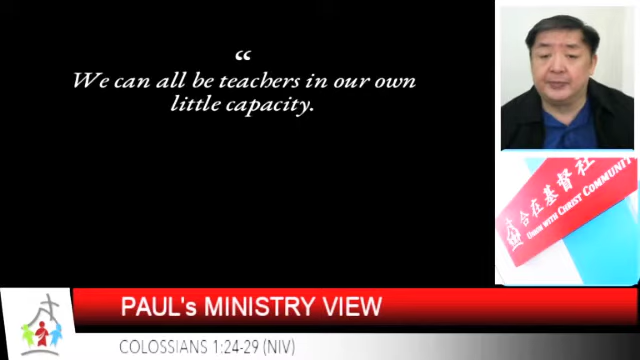 “
We can all be teachers in our own
little capacity.
合在基督社
UNION WITH CHRIST COMMUNITY
PAUL's MINISTRY VIEW
COLOSSIANS 1:24-29 (NIV)